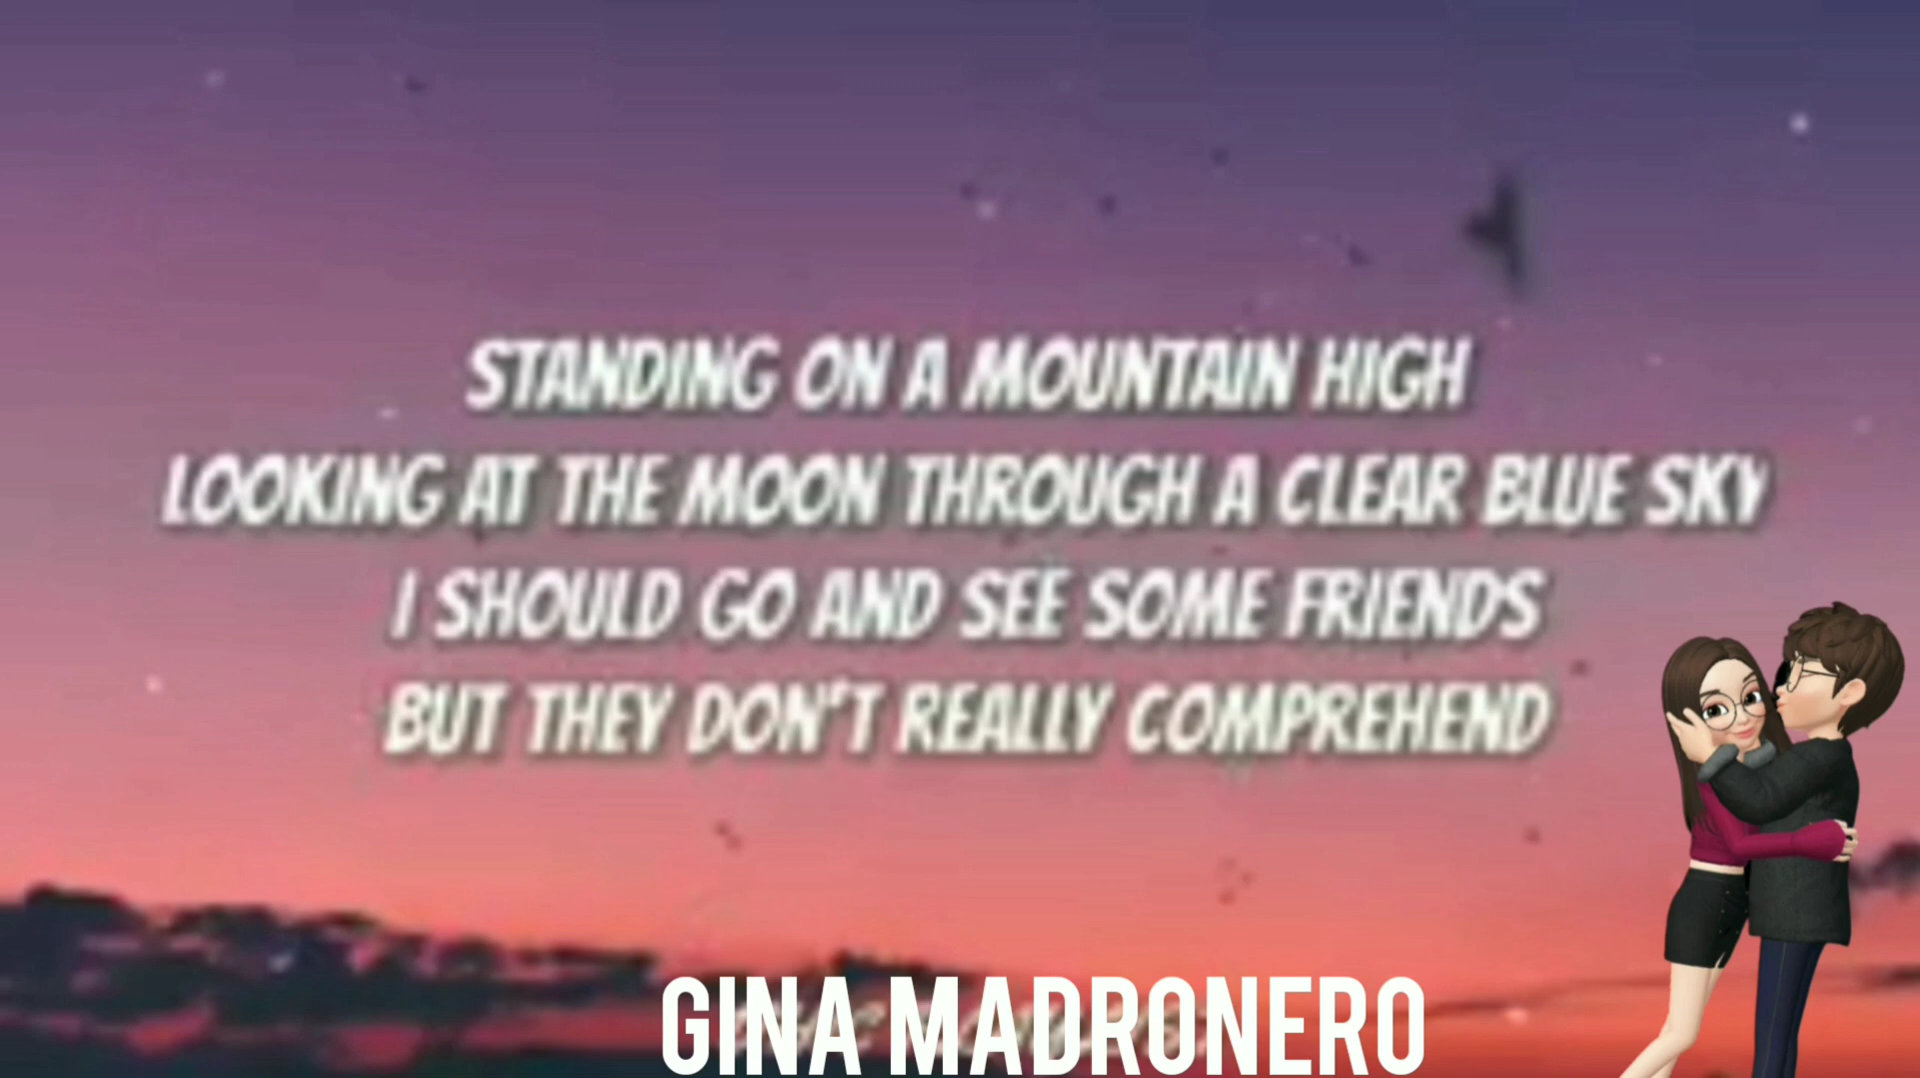 STANDING ON A MOUNTAIN HIGH
LOOKING AT THE MOON THROUGH A CLEAR BLUE SKY
I SHOULD GO AND SEE SOME FRIENDS
BUT THEY DON'T REALLY COMPREHEND
GINA MADRONERO